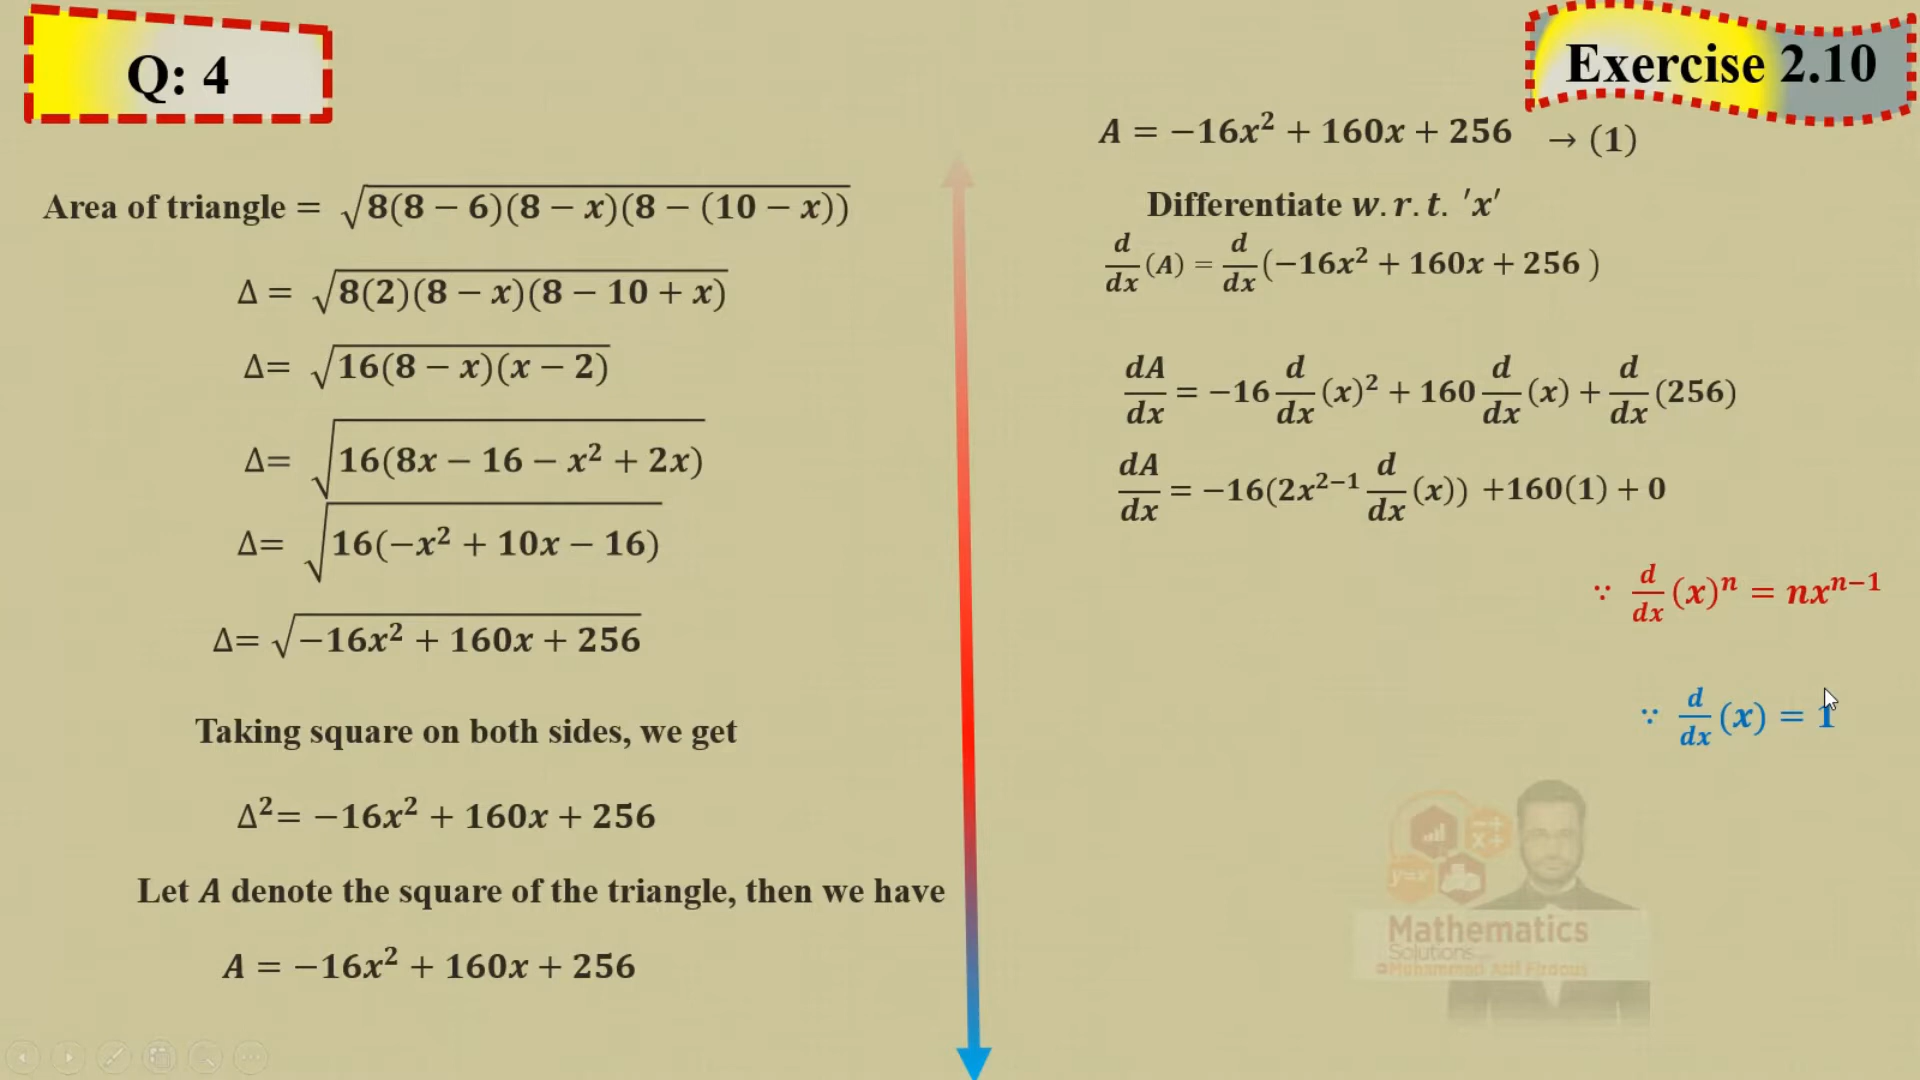 Q: 4
Exercise 2.10
Area of triangle = √(8(8 − 6)(8 − x)(8 − (10 − x)))
Δ = √(8(2)(8 − x)(8 − 10 + x))
Δ= √(16(8 − x)(x − 2))
Δ= √(16(8x − 16 − x² + 2x))
Δ= √(16(−x² + 10x − 16))
Δ= √(−16x² + 160x + 256)
Taking square on both sides, we get
Δ²= −16x² + 160x + 256
Let A denote the square of the triangle, then we have
A = −16x² + 160x + 256
A = −16x² + 160x + 256 → (1)
Differentiate w.r.t. ′x′
d/dx (A) = d/dx (−16x² + 160x + 256 )
dA/dx = −16 d/dx (x)² + 160 d/dx (x) + d/dx (256)
dA/dx = −16(2x²⁻¹ d/dx (x)) +160(1) + 0
∵ d/dx (x)ⁿ = nxⁿ⁻¹
∵ d/dx (x) = 1
y=x
Mathematics
Solutions
Muhammad Asif Firdous